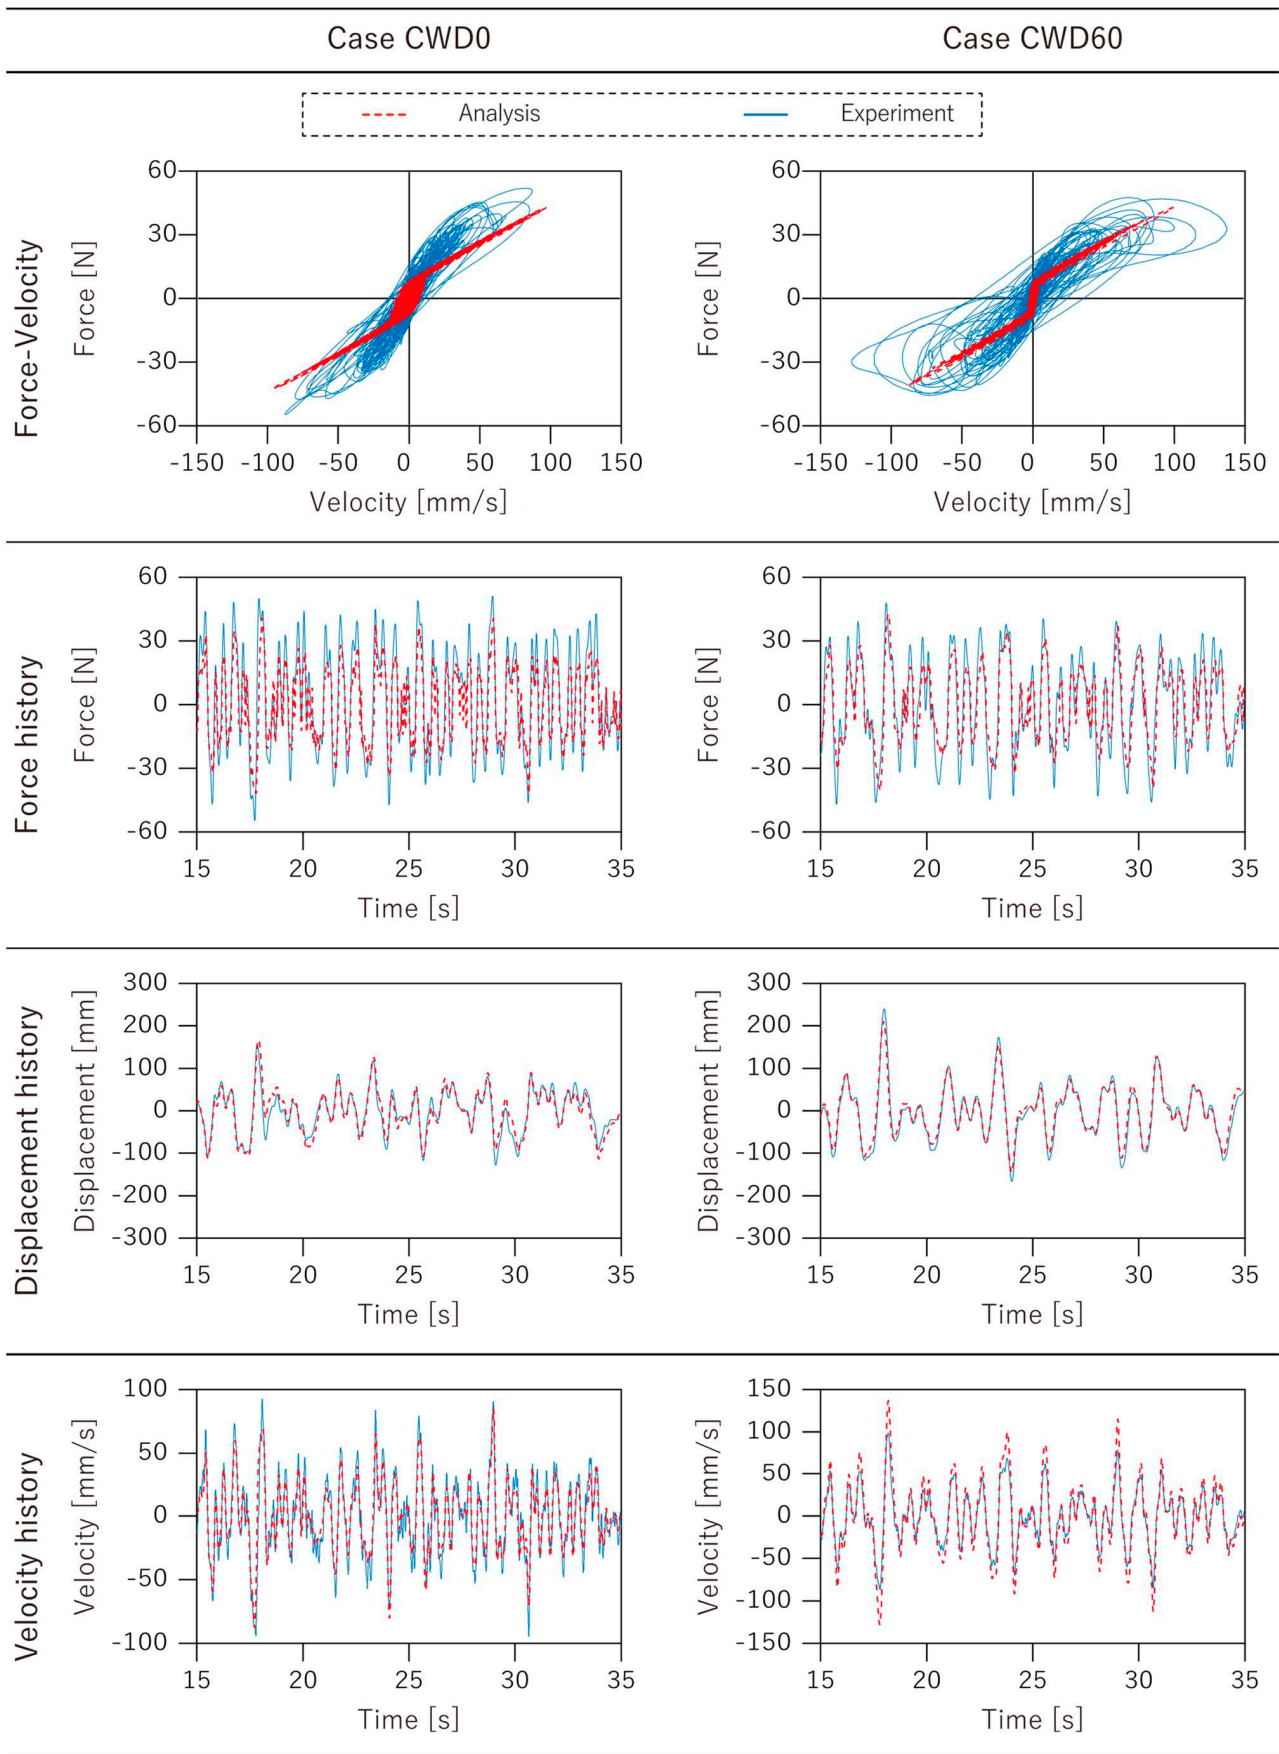 Case CWD0 Case CWD60
Analysis Experiment
Force-Velocity
Force [N]
60
30
0
-30
-60
-150 -100 -50 0 50 100 150
Velocity [mm/s]
Force [N]
60
30
0
-30
-60
-150 -100 -50 0 50 100 150
Velocity [mm/s]
Force history
Force [N]
60
30
0
-30
-60
15 20 25 30 35
Time [s]
Force [N]
60
30
0
-30
-60
15 20 25 30 35
Time [s]
Displacement history
Displacement [mm]
300
200
100
0
-100
-200
-300
15 20 25 30 35
Time [s]
Displacement [mm]
300
200
100
0
-100
-200
-300
15 20 25 30 35
Time [s]
Velocity history
Velocity [mm/s]
100
50
0
-50
-100
15 20 25 30 35
Time [s]
Velocity [mm/s]
150
100
50
0
-50
-100
-150
15 20 25 30 35
Time [s]